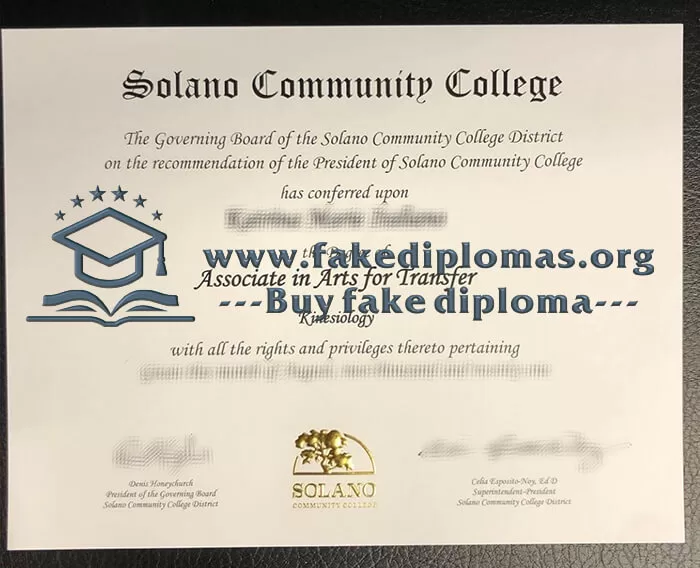 Solano Community College
The Governing Board of the Solano Community College District
on the recommendation of the President of Solano Community College
has conferred upon
the Degree of
www.fakediplomas.org
Associate in Arts for Transfer
---Buy fake diploma---
Kinesiology
with all the rights and privileges thereto pertaining
Denis Honeychurch
President of the Governing Board
Solano Community College District
SOLANO
COMMUNITY COLLEGE
Celia Esposito-Noy, Ed D
Superintendent-President
Solano Community College District